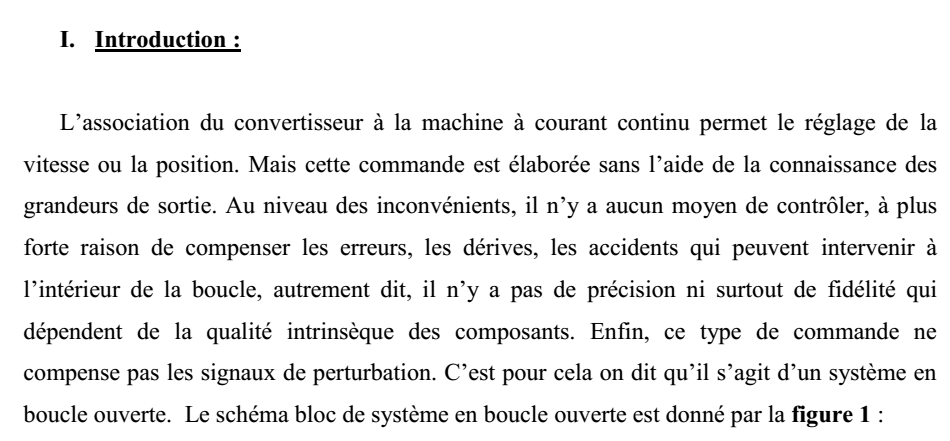 I. Introduction :
L’association du convertisseur à la machine à courant continu permet le réglage de la
vitesse ou la position. Mais cette commande est élaborée sans l’aide de la connaissance des
grandeurs de sortie. Au niveau des inconvénients, il n’y a aucun moyen de contrôler, à plus
forte raison de compenser les erreurs, les dérives, les accidents qui peuvent intervenir à
l’intérieur de la boucle, autrement dit, il n’y a pas de précision ni surtout de fidélité qui
dépendent de la qualité intrinsèque des composants. Enfin, ce type de commande ne
compense pas les signaux de perturbation. C’est pour cela on dit qu’il s’agit d’un système en
boucle ouverte. Le schéma bloc de système en boucle ouverte est donné par la figure 1 :